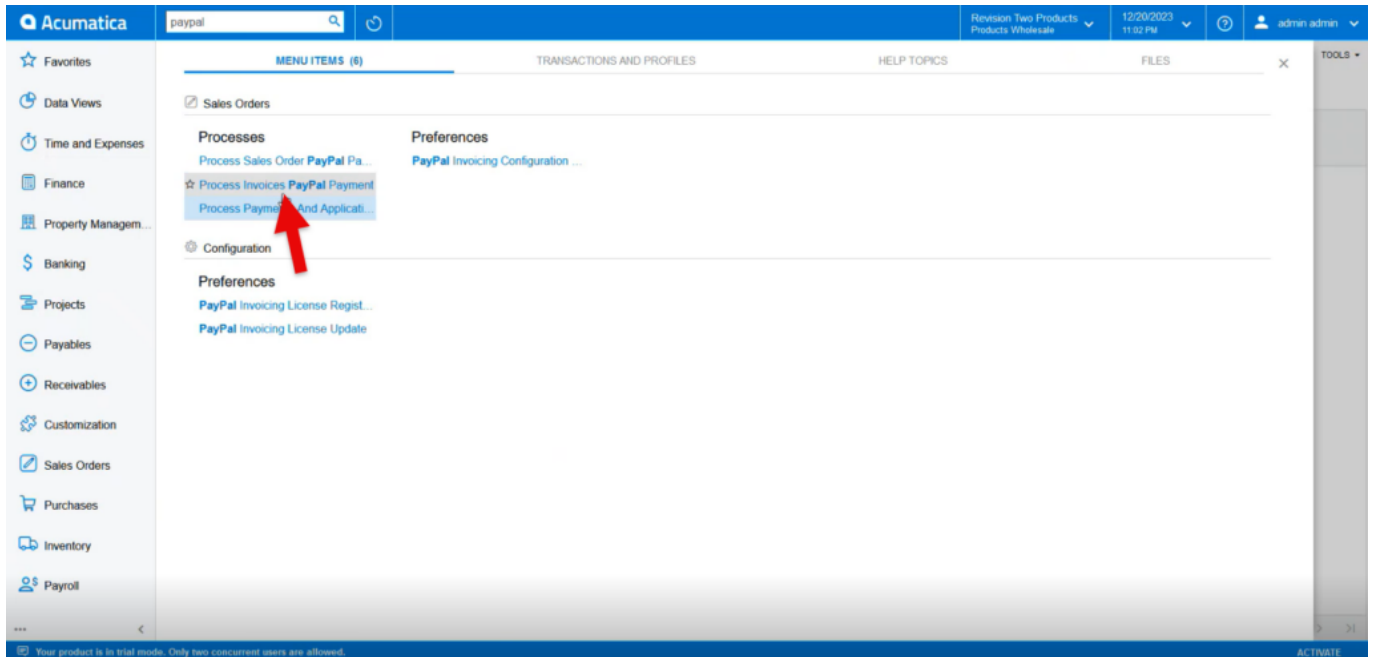 Acumatica
paypal
Revision Two Products
Products Wholesale
12/20/2023
11:02 PM
admin admin
Favorites
Data Views
Time and Expenses
Finance
Property Managem...
Banking
Projects
Payables
Receivables
Customization
Sales Orders
Purchases
Inventory
Payroll
MENU ITEMS (6)
TRANSACTIONS AND PROFILES
HELP TOPICS
FILES
TOOLS
Sales Orders
Processes
Process Sales Order PayPal Pa...
Process Invoices PayPal Payment
Process And Applicati...
Preferences
PayPal Invoicing Configuration ...
Configuration
Preferences
PayPal Invoicing License Regist...
PayPal Invoicing License Update
Your product is in trial mode. Only two concurrent users are allowed.
ACTIVATE